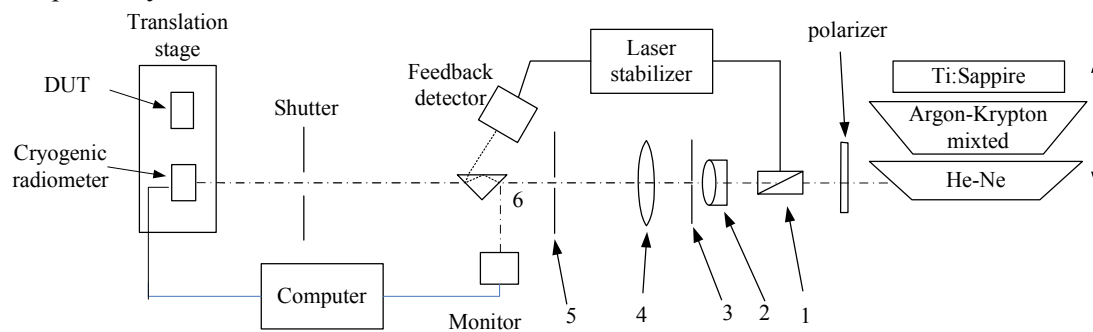 Translation
stage
DUT
Cryogenic
radiometer
Shutter
Feedback
detector
Laser
stabilizer
polarizer
Ti:Sappire
Argon-Krypton
mixted
He-Ne
6
Computer
Monitor
5
4
3
2
1